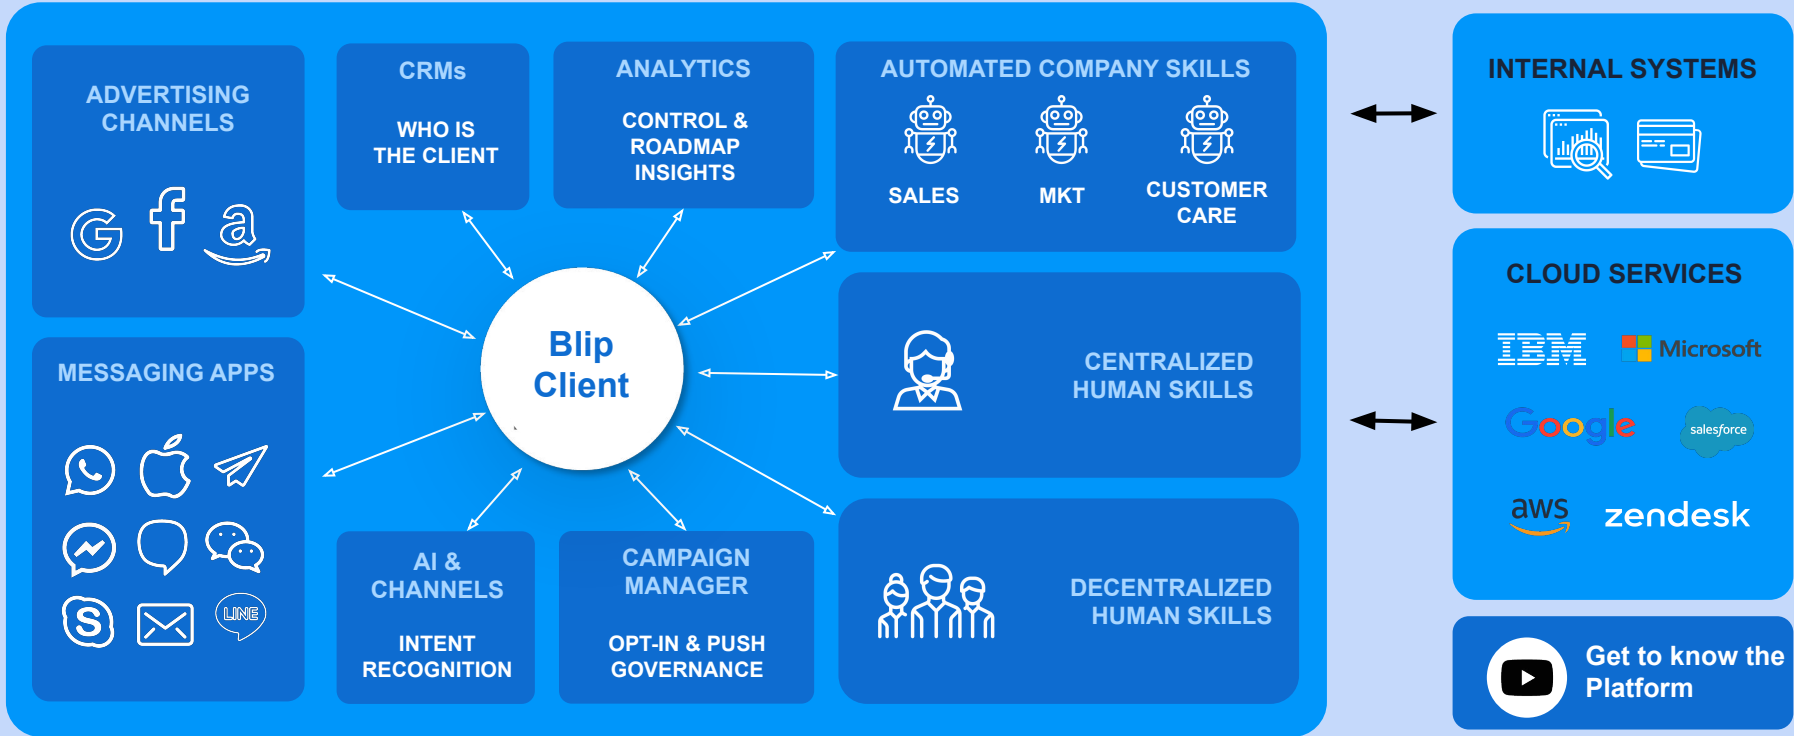 ADVERTISING
CHANNELS
G f a
MESSAGING APPS
S
LINE
CRMs
WHO IS
THE CLIENT
ANALYTICS
CONTROL &
ROADMAP
INSIGHTS
AUTOMATED COMPANY SKILLS
SALES
MKT
CUSTOMER
CARE
Blip
Client
CENTRALIZED
HUMAN SKILLS
DECENTRALIZED
HUMAN SKILLS
AI &
CHANNELS
INTENT
RECOGNITION
CAMPAIGN
MANAGER
OPT-IN & PUSH
GOVERNANCE
INTERNAL SYSTEMS
CLOUD SERVICES
IBM
Microsoft
Google
salesforce
aws
zendesk
Get to know the
Platform